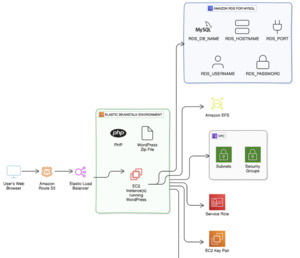 AMAZON RDS FOR MYSQL
MySQL
RDS_DB_NAME
RDS_HOSTNAME
RDS_PORT
RDS_USERNAME
RDS_PASSWORD
ELASTIC BEANSTALK ENVIRONMENT
php
PHP
WordPress
Zip File
EC2
Instance(s)
running
WordPress
User's Web
Browser
Amazon
Route 53
Elastic Load
Balancer
Amazon EFS
VPC
Subnets
Security
Groups
Service Role
EC2 Key Pair